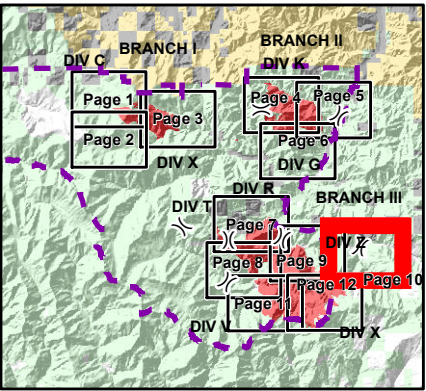 BRANCH I
BRANCH II
DIV C
DIV K
Page 1
Page 4
Page 5
Page 3
Page 2
Page 6
DIV X
DIV G
DIV R
DIV T
BRANCH III
Page 7
DIV Z
Page 8
Page 9
Page 10
Page 12
Page 11
DIV V
DIV X